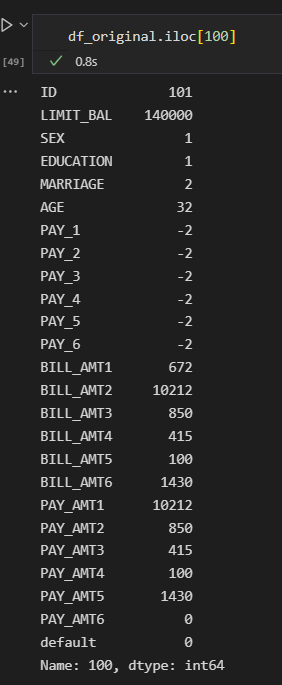 df_original.iloc[100]
[49] 0.8s
ID 101
LIMIT_BAL 140000
SEX 1
EDUCATION 1
MARRIAGE 2
AGE 32
PAY_1 -2
PAY_2 -2
PAY_3 -2
PAY_4 -2
PAY_5 -2
PAY_6 -2
BILL_AMT1 672
BILL_AMT2 10212
BILL_AMT3 850
BILL_AMT4 415
BILL_AMT5 100
BILL_AMT6 1430
PAY_AMT1 10212
PAY_AMT2 850
PAY_AMT3 415
PAY_AMT4 100
PAY_AMT5 1430
PAY_AMT6 0
default 0
Name: 100, dtype: int64